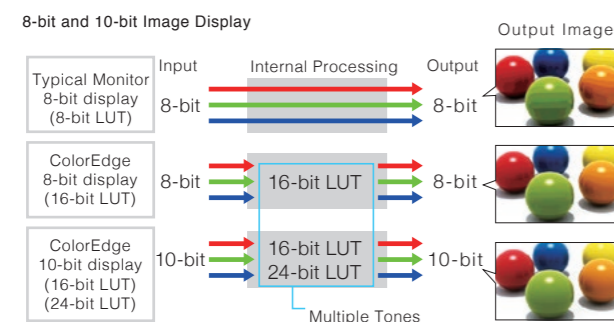 8-bit and 10-bit Image Display
Output Image
Input
Internal Processing
Output
Typical Monitor
8-bit display
(8-bit LUT)
8-bit
8-bit
ColorEdge
8-bit display
(16-bit LUT)
8-bit
16-bit LUT
8-bit
ColorEdge
10-bit display
(16-bit LUT)
(24-bit LUT)
10-bit
16-bit LUT
24-bit LUT
10-bit
Multiple Tones